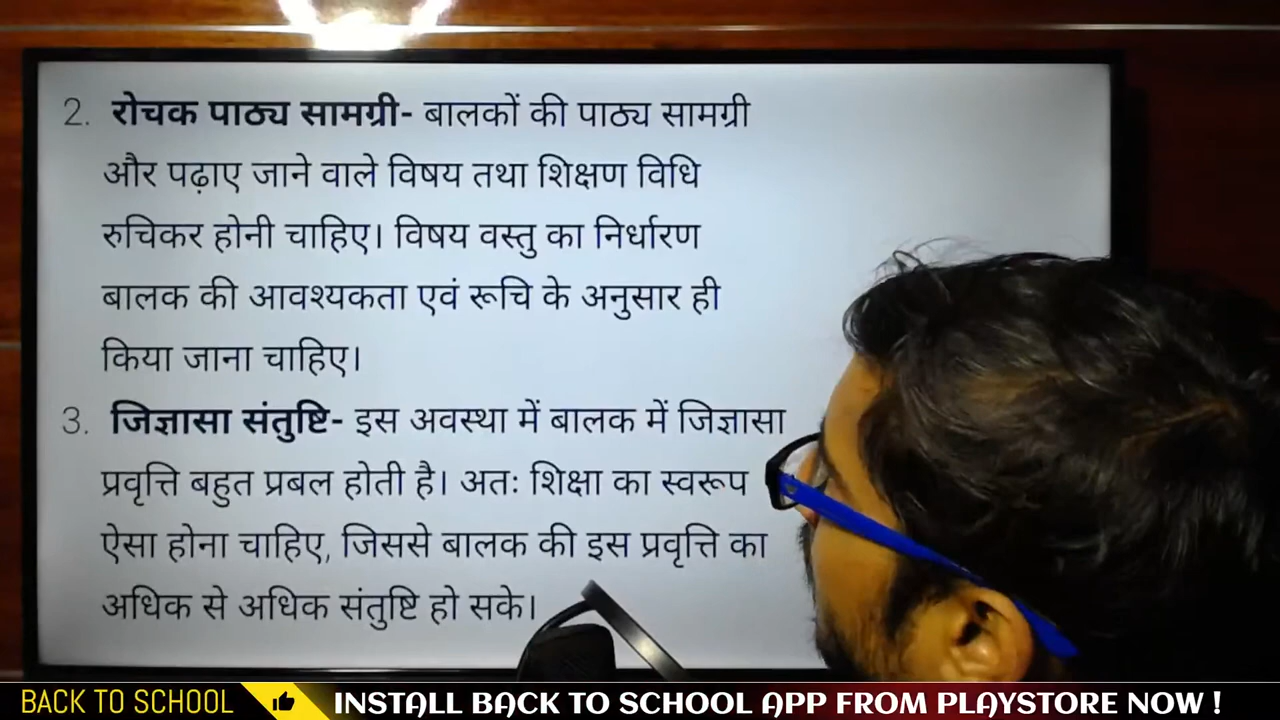 2. रोचक पाठ्य सामग्री- बालकों की पाठ्य सामग्री
और पढ़ाए जाने वाले विषय तथा शिक्षण विधि
रुचिकर होनी चाहिए। विषय वस्तु का निर्धारण
बालक की आवश्यकता एवं रूचि के अनुसार ही
किया जाना चाहिए।
3. जिज्ञासा संतुष्टि- इस अवस्था में बालक में जिज्ञासा
प्रवृत्ति बहुत प्रबल होती है। अतः शिक्षा का स्वरूप
ऐसा होना चाहिए, जिससे बालक की इस प्रवृत्ति का
अधिक से अधिक संतुष्टि हो सके।
BACK TO SCHOOL INSTALL BACK TO SCHOOL APP FROM PLAYSTORE NOW !